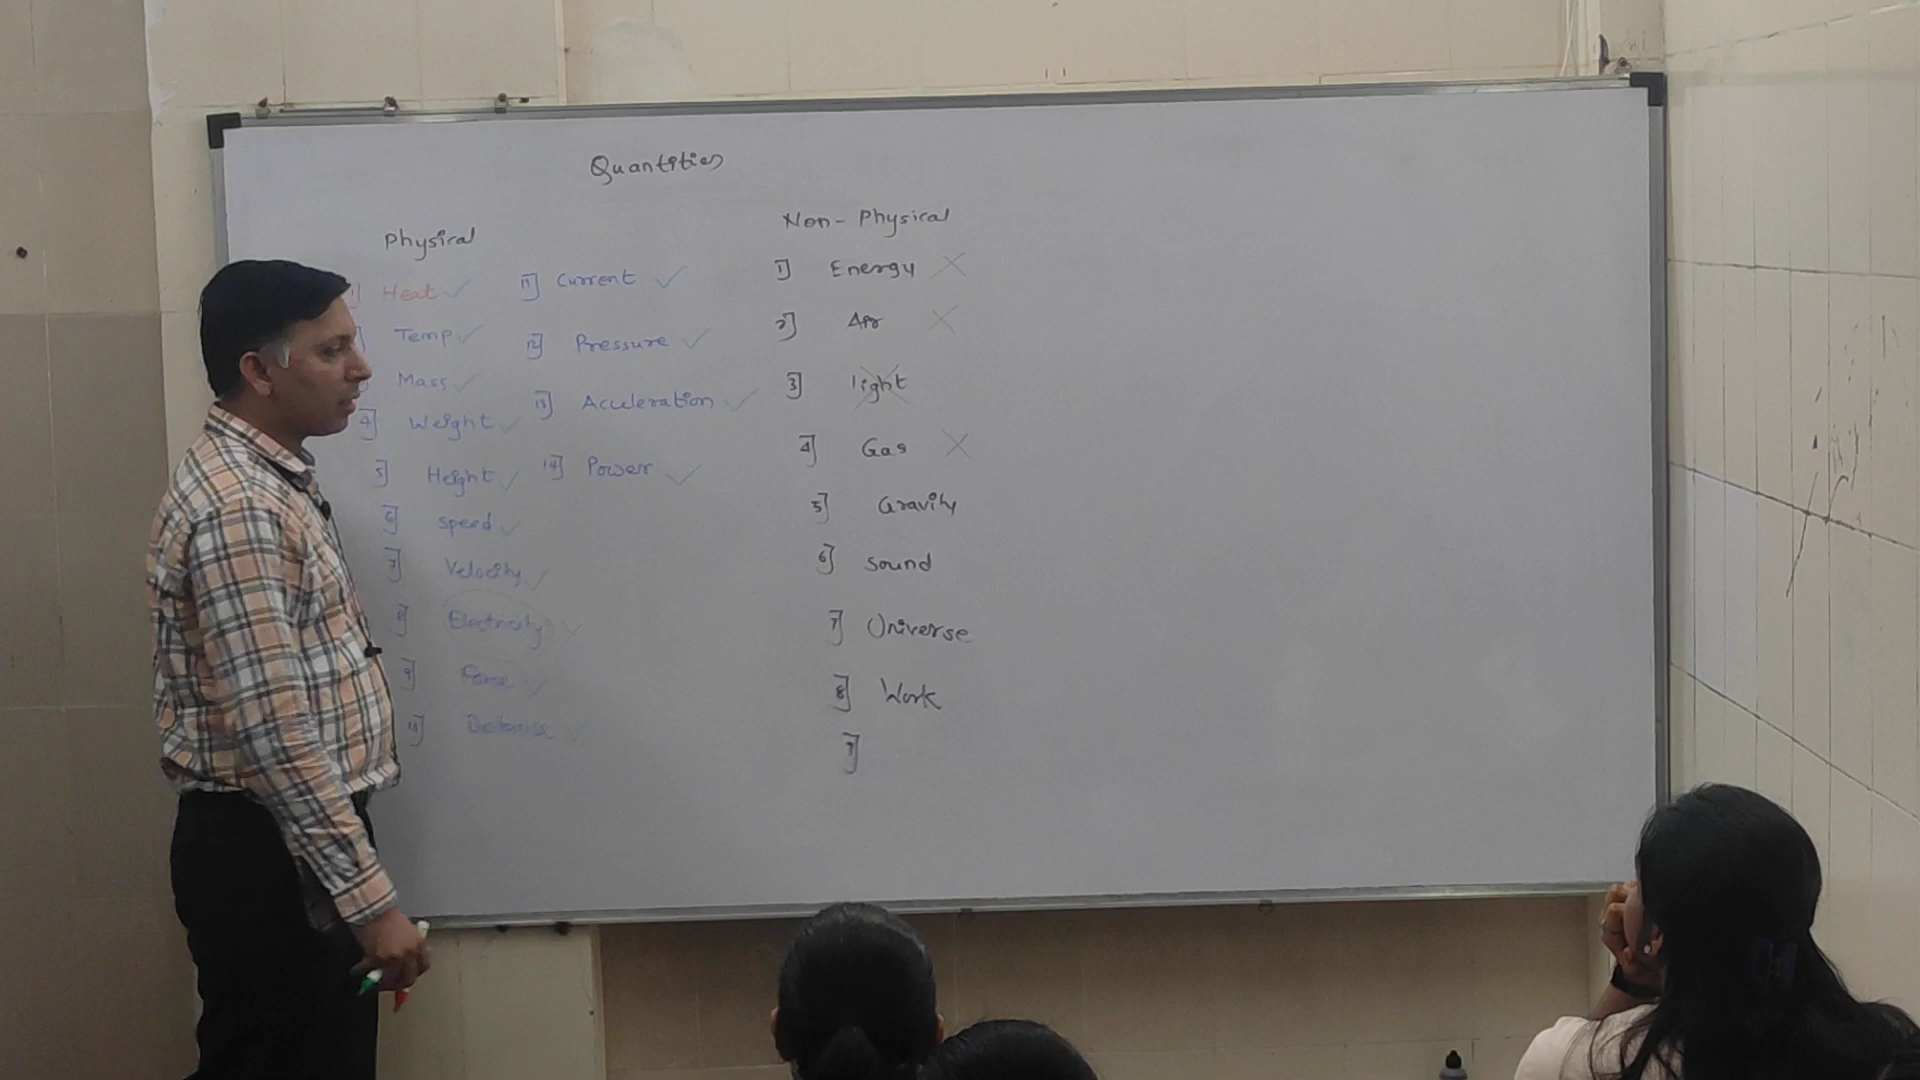 Quantities
Physical
1] Heat ✓
Temp ✓
Mass ✓
4] Weight ✓
5] Height ✓
6] speed ✓
7] Velocity ✓
8] Electricity
9] Force ✓
10] Distance ✓
11] Current ✓
12] Pressure ✓
13] Acculeration ✓
14] Power ✓
Non-Physical
1] Energy ✗
2] Air ✗
3] light
4] Gas ✗
5] Gravity
6] sound
7] Universe
8] Work
9]